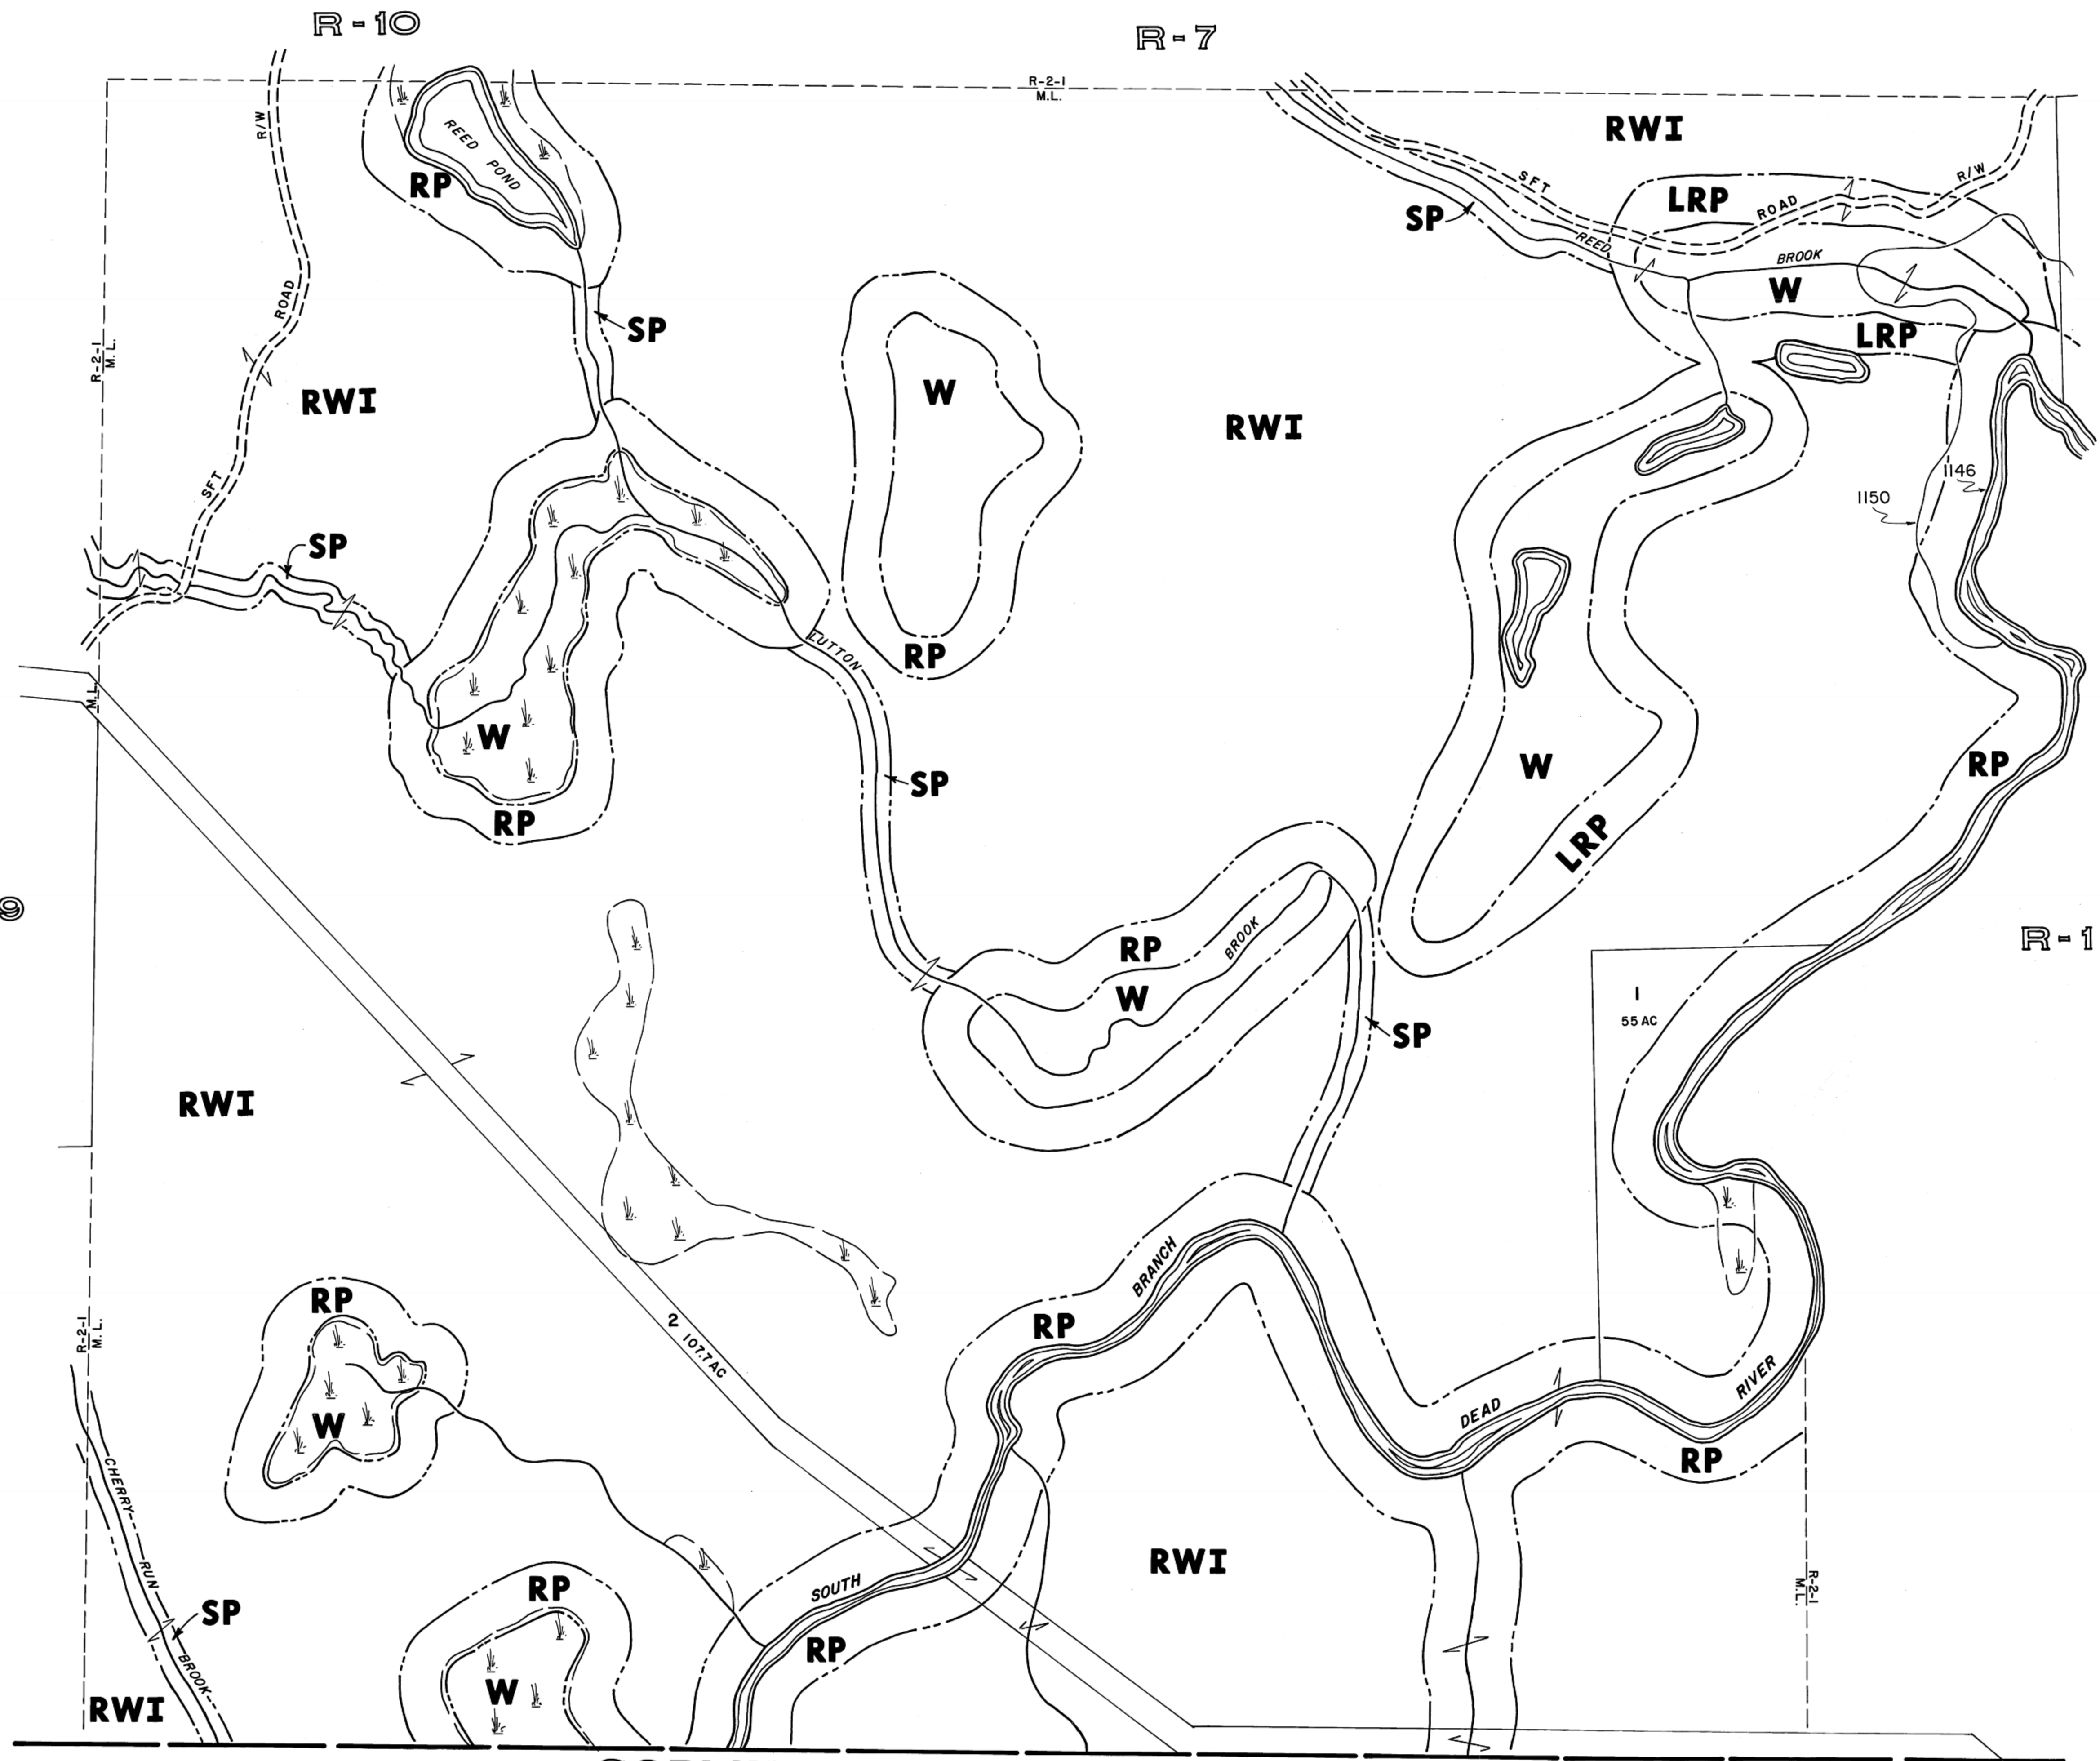 R-10
R-7
R-2-1
M.L.
R/W
REED POND
RWI
LRP
SFT
R/W
RP
SP
ROAD
REED
BROOK
ROAD
W
SP
LRP
R-2-1
M.L.
RWI
W
RWI
1146
SFT
1150
SP
RP
LUTTON
M.L.
W
SP
W
RP
RP
LRP
9
RP
BROOK
R-1
W
1
55 AC
SP
RWI
BRANCH
RP
RP
R-2-1
M.L.
2
107.7 AC
RIVER
DEAD
W
RP
CHERRY
RUN
BROOK
SP
RP
SOUTH
RWI
R-2-1
M.L.
RP
W
RWI